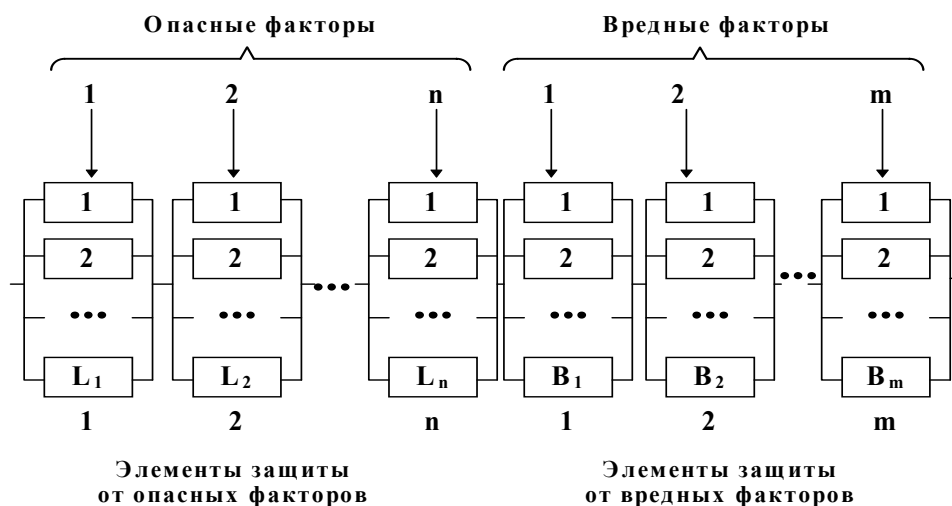 Опасные факторы Вредные факторы
1 2 n 1 2 m
1 1 1 1 1 1
2 2 2 2 2 2
••• •••
••• ••• ••• ••• ••• •••
L₁ L₂ Lₙ B₁ B₂ Bₘ
1 2 n 1 2 m
Элементы защиты Элементы защиты
от опасных факторов от вредных факторов